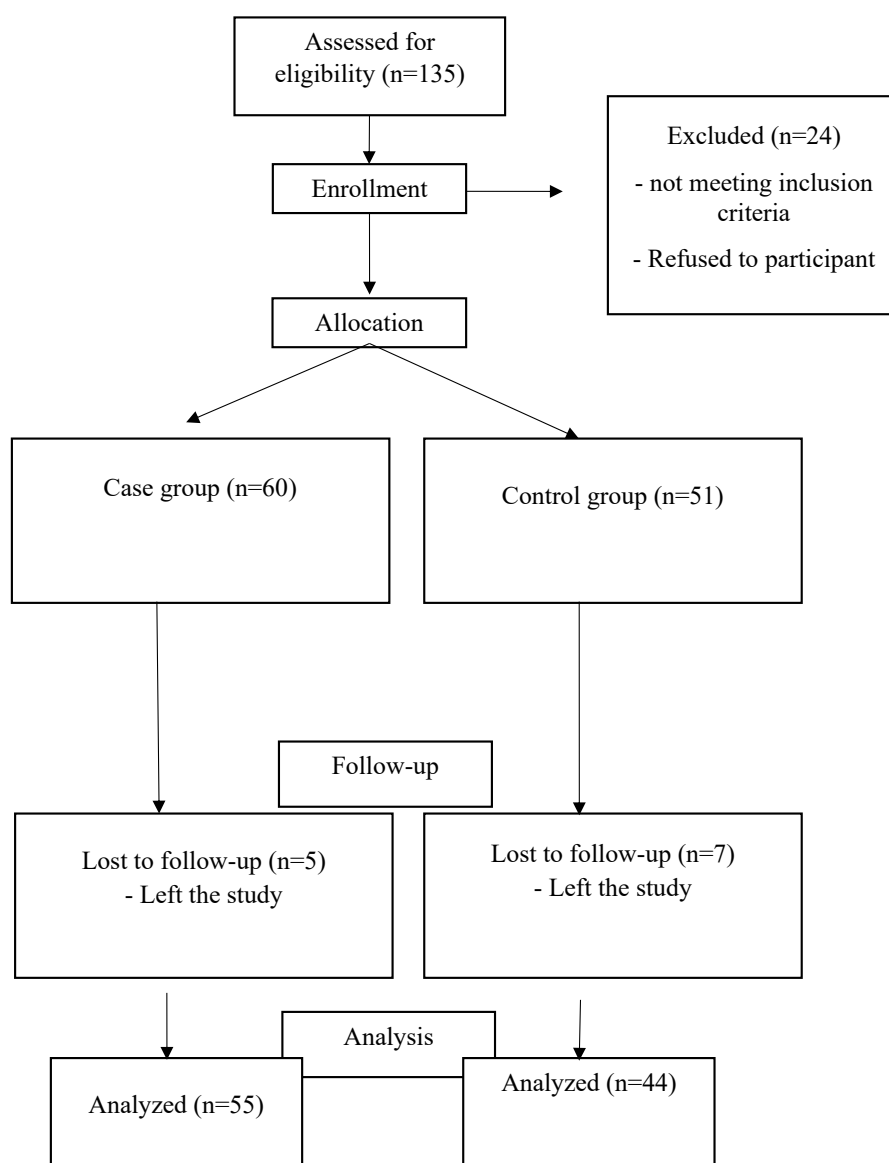 Assessed for
eligibility (n=135)
Excluded (n=24)
- not meeting inclusion
criteria
- Refused to participant
Enrollment
Allocation
Case group (n=60)
Control group (n=51)
Follow-up
Lost to follow-up (n=5)
- Left the study
Lost to follow-up (n=7)
- Left the study
Analysis
Analyzed (n=55)
Analyzed (n=44)